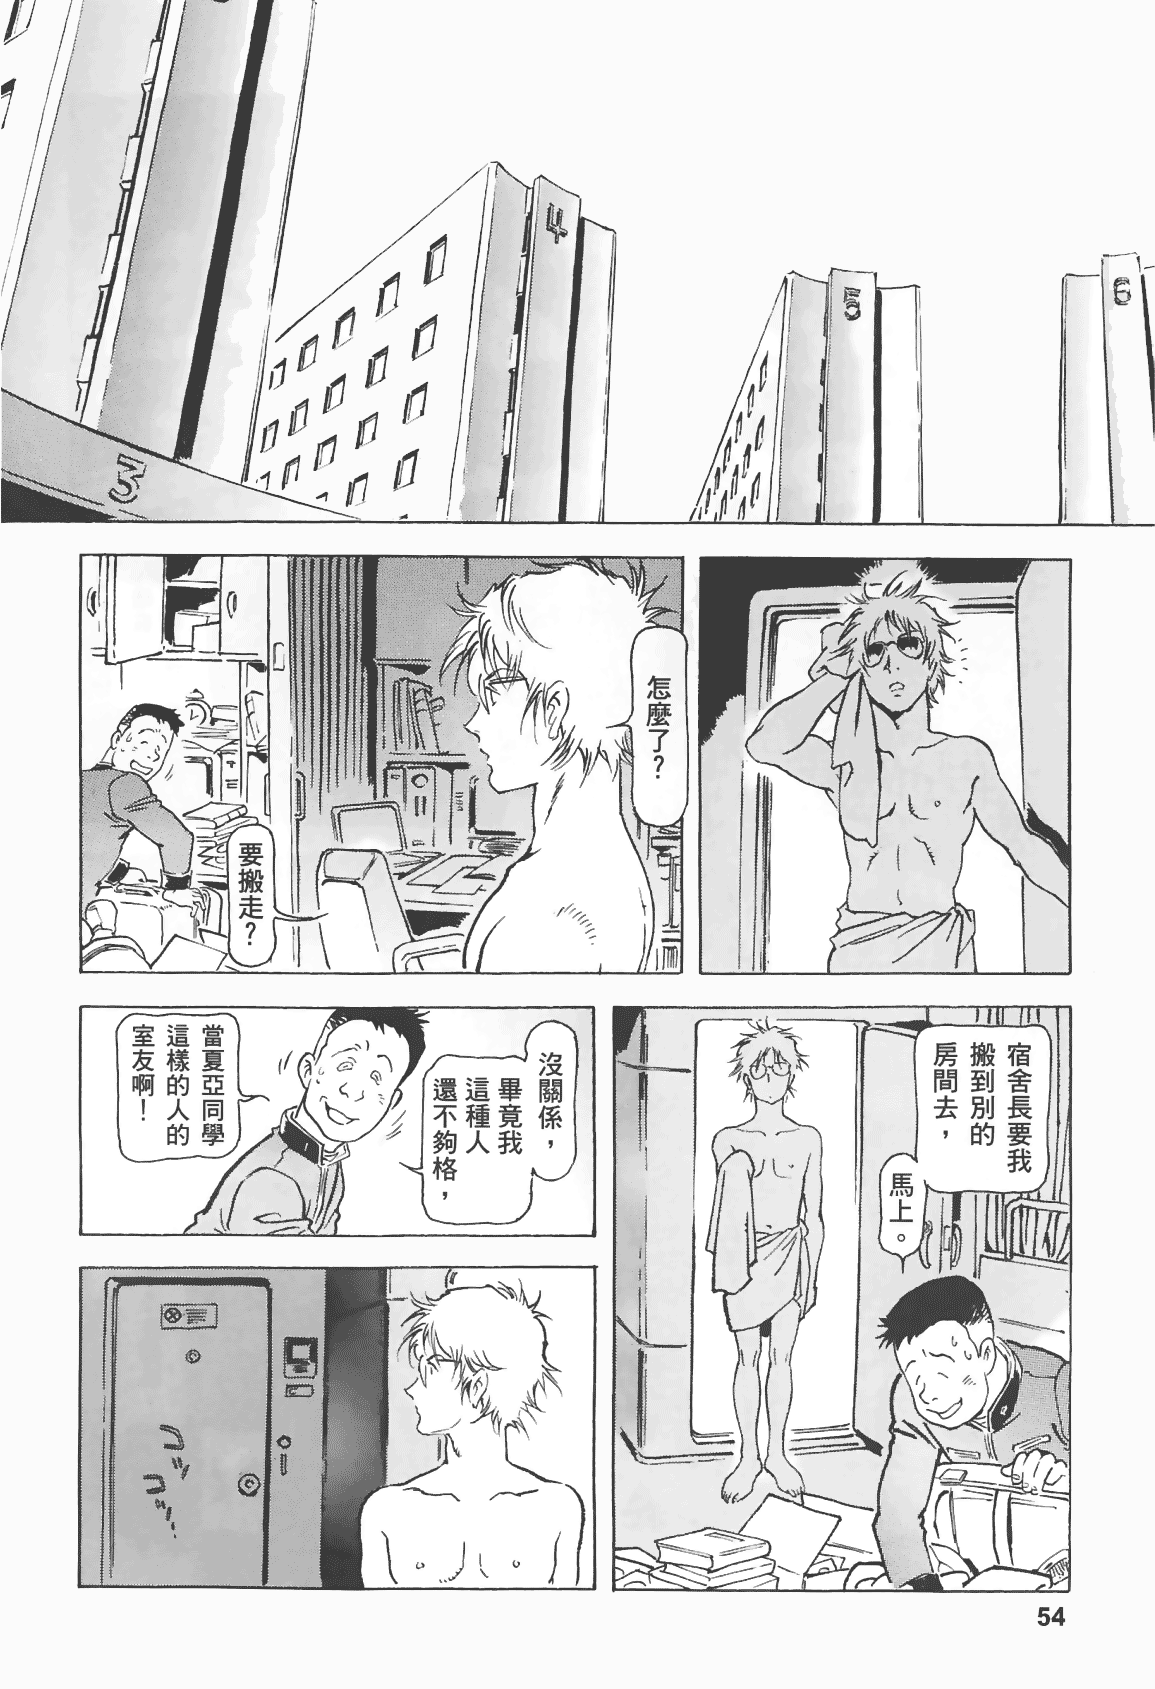 3
4
5
6
怎麼了？
要搬走？
宿舍長要我
搬到別的
房間去，
馬上。
沒關係，
畢竟我
這種人
還不夠格，
當夏亞同學
這樣的人的
室友啊！
コッ
コッ
54